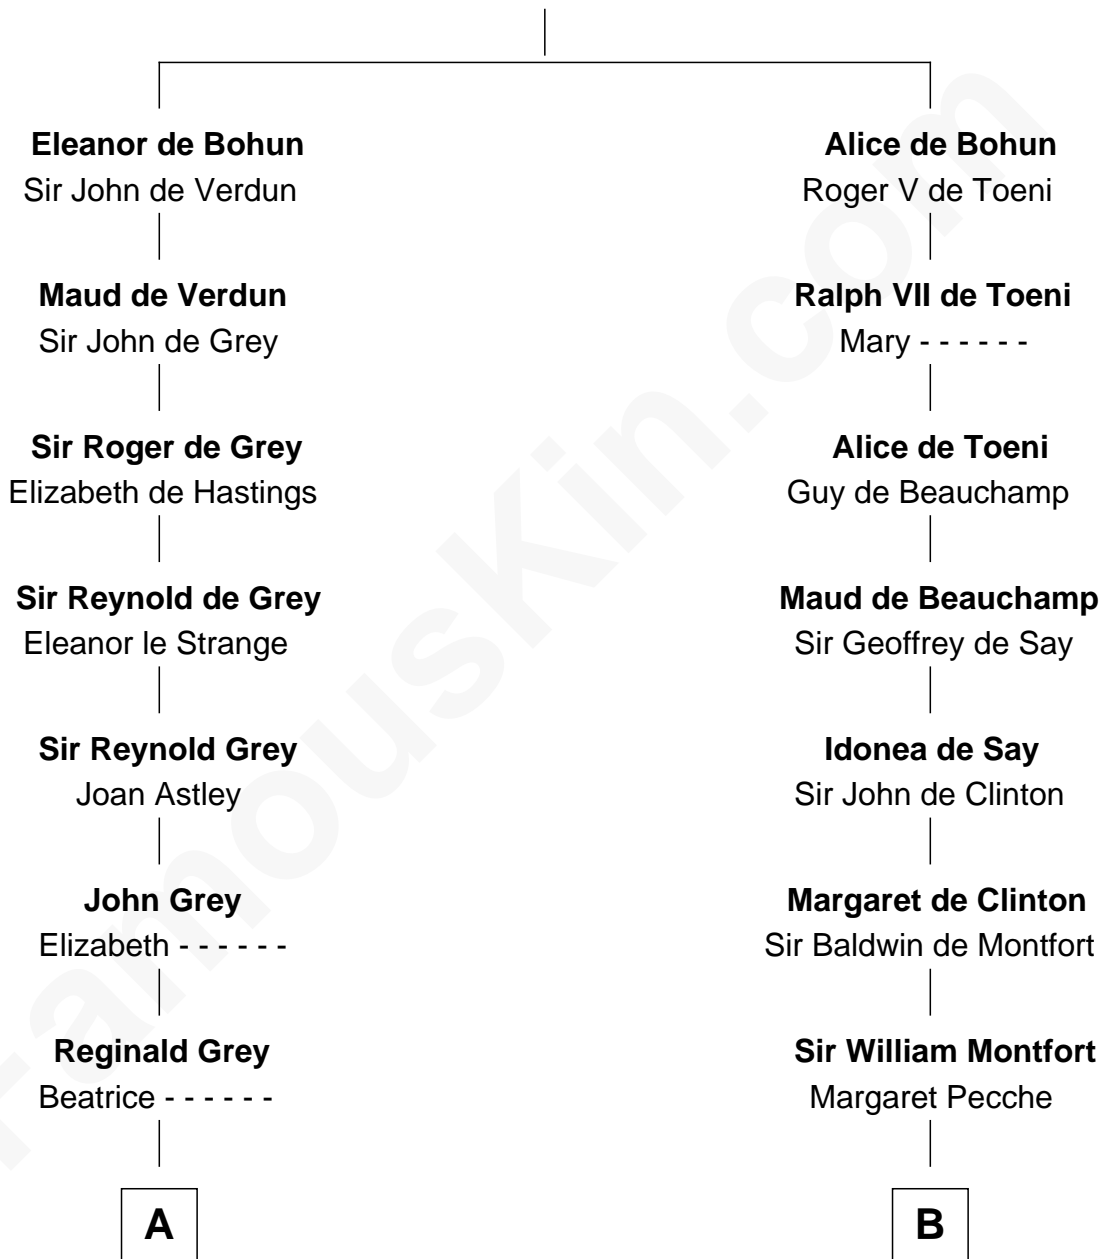 Eleanor de Bohun
Sir John de Verdun
Maud de Verdun
Sir John de Grey
Sir Roger de Grey
Elizabeth de Hastings
Sir Reynold de Grey
Eleanor le Strange
Sir Reynold Grey
Joan Astley
John Grey
Elizabeth - - - - - -
Reginald Grey
Beatrice - - - - - -
A
Alice de Bohun
Roger V de Toeni
Ralph VII de Toeni
Mary - - - - - -
Alice de Toeni
Guy de Beauchamp
Maud de Beauchamp
Sir Geoffrey de Say
Idonea de Say
Sir John de Clinton
Margaret de Clinton
Sir Baldwin de Montfort
Sir William Montfort
Margaret Pecche
B
FamousKin.com